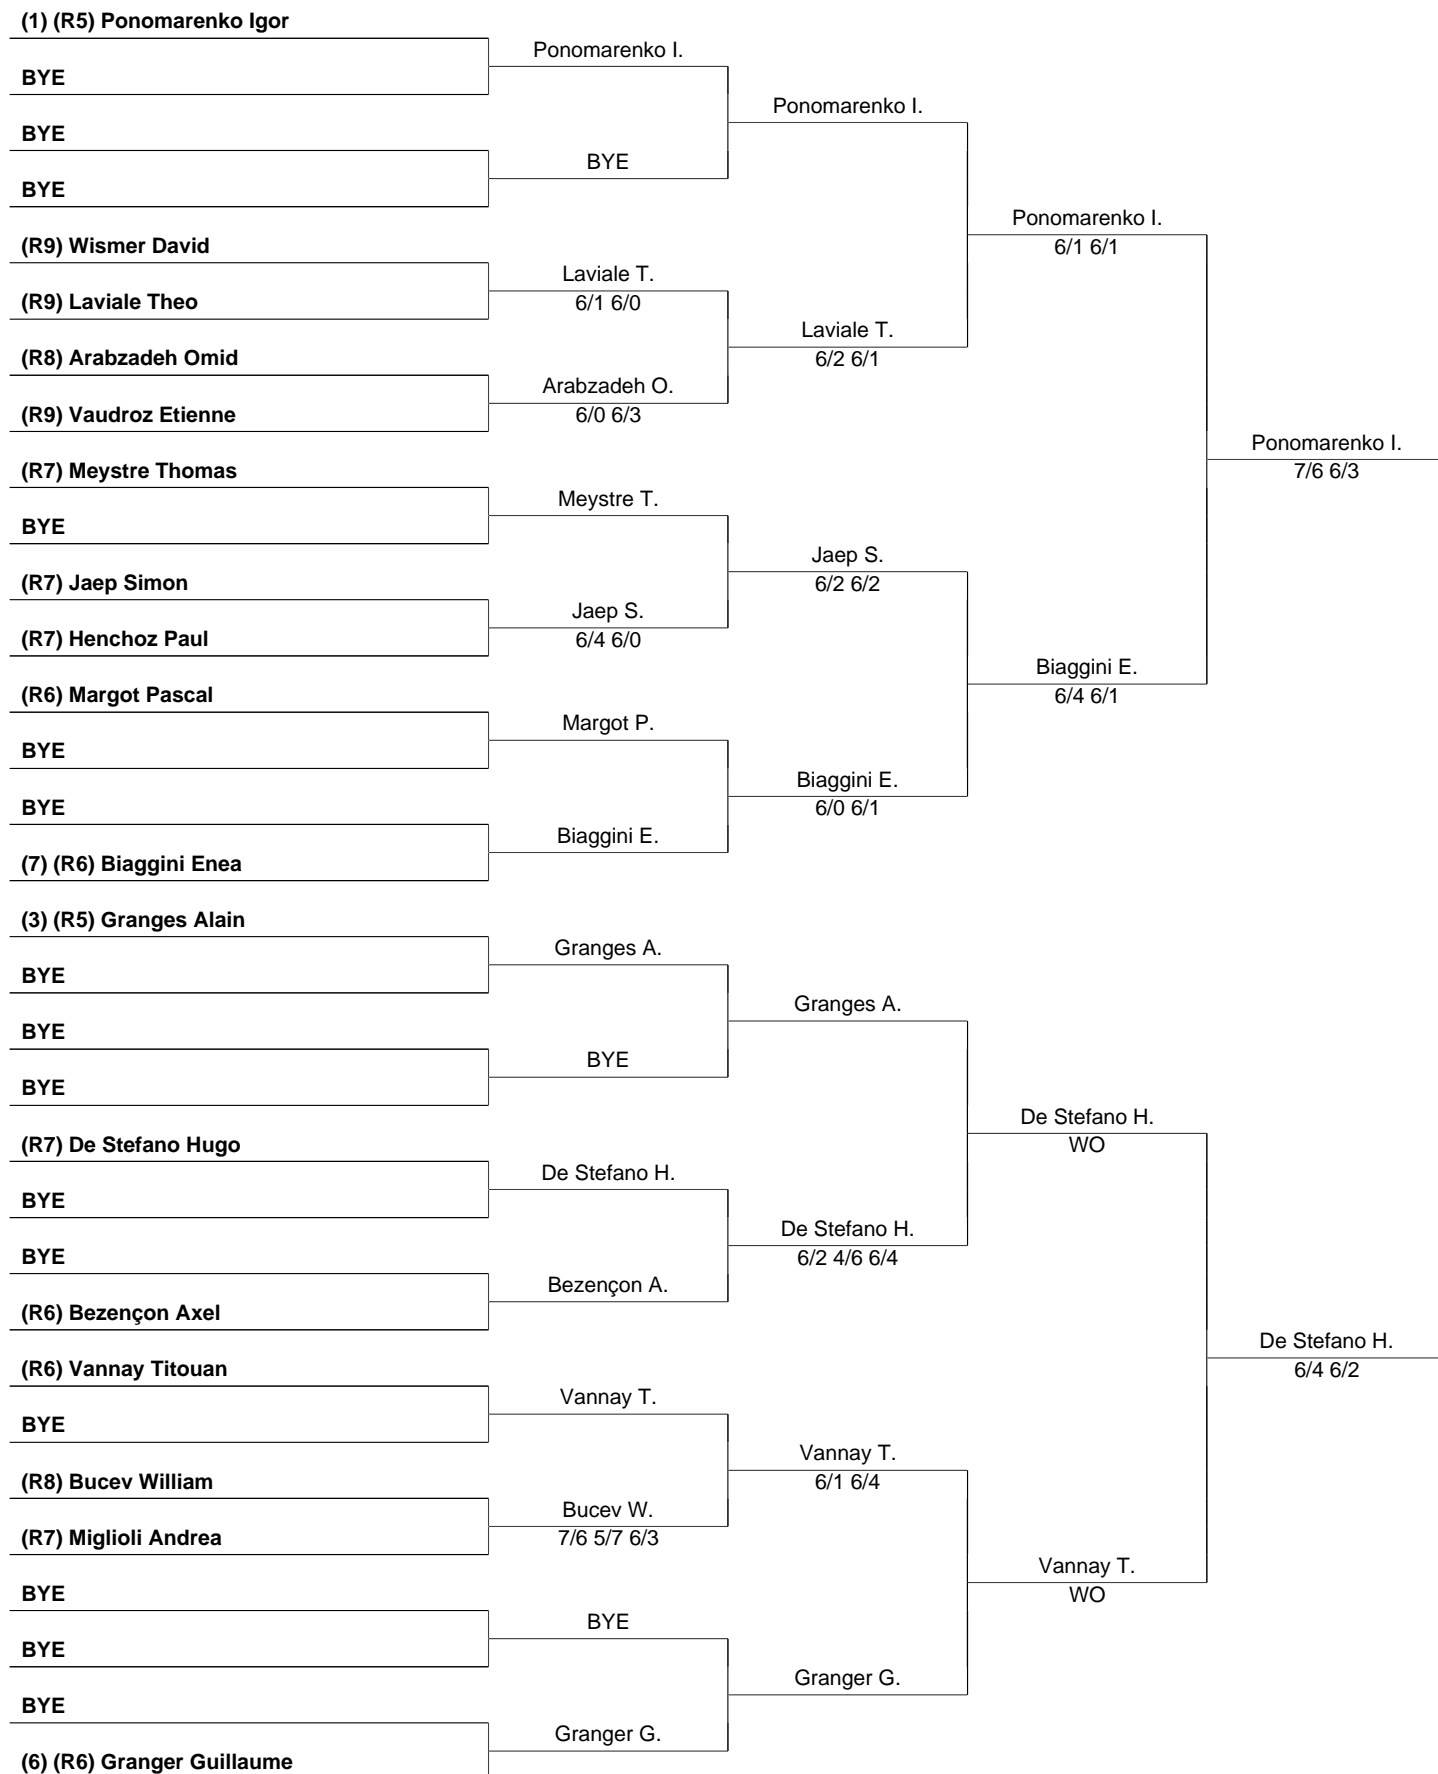 (1) (R5) Ponomarenko Igor
Ponomarenko I.
BYE
Ponomarenko I.
BYE
BYE
BYE
Ponomarenko I.
6/1 6/1
(R9) Wismer David
Laviale T.
6/1 6/0
(R9) Laviale Theo
Laviale T.
6/2 6/1
(R8) Arabzadeh Omid
Arabzadeh O.
6/0 6/3
(R9) Vaudroz Etienne
Ponomarenko I.
7/6 6/3
(R7) Meystre Thomas
Meystre T.
BYE
Jaep S.
6/2 6/2
(R7) Jaep Simon
Jaep S.
6/4 6/0
(R7) Henchoz Paul
Biaggini E.
6/4 6/1
(R6) Margot Pascal
Margot P.
BYE
Biaggini E.
6/0 6/1
BYE
Biaggini E.
(7) (R6) Biaggini Enea
(3) (R5) Granges Alain
Granges A.
BYE
Granges A.
BYE
BYE
BYE
De Stefano H.
WO
(R7) De Stefano Hugo
De Stefano H.
BYE
De Stefano H.
6/2 4/6 6/4
BYE
Bezençon A.
(R6) Bezençon Axel
De Stefano H.
6/4 6/2
(R6) Vannay Titouan
Vannay T.
BYE
Vannay T.
6/1 6/4
(R8) Bucev William
Bucev W.
7/6 5/7 6/3
(R7) Miglioli Andrea
Vannay T.
WO
BYE
BYE
BYE
Granger G.
BYE
Granger G.
(6) (R6) Granger Guillaume